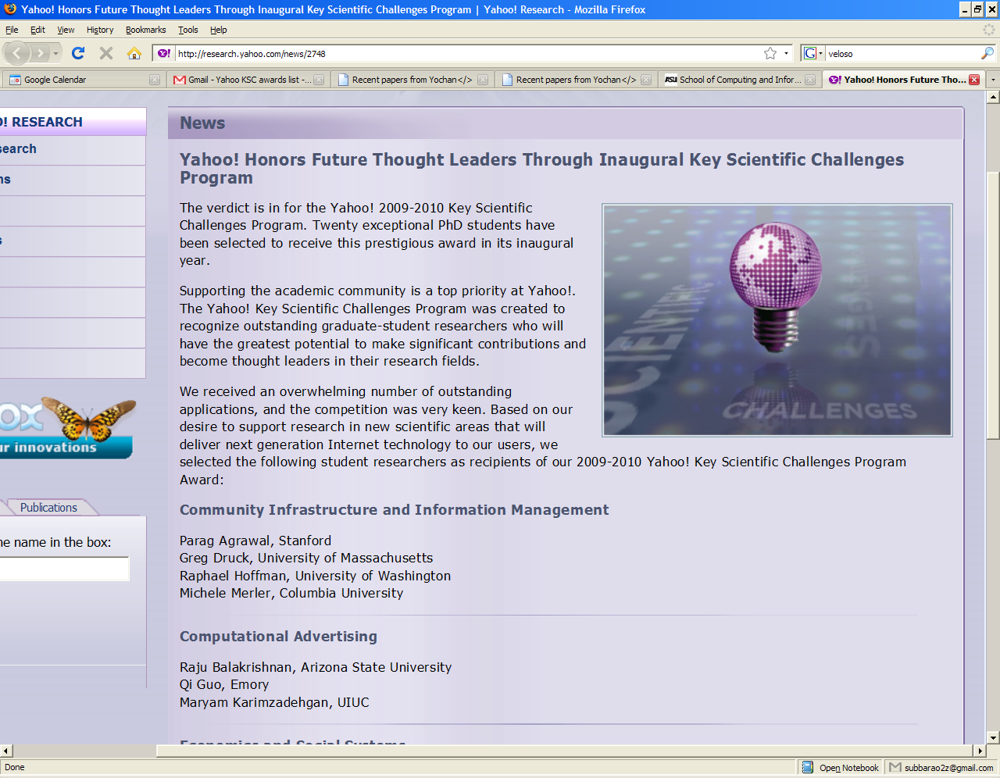 Yahoo! Honors Future Thought Leaders Through Inaugural Key Scientific Challenges Program | Yahoo! Research - Mozilla Firefox
File Edit View History Bookmarks Tools Help
http://research.yahoo.com/news/2748
veloso
Google Calendar
Gmail - Yahoo KSC awards list -...
Recent papers from Yochan</>
Recent papers from Yochan</>
School of Computing and Infor...
Yahoo! Honors Future Tho...
! RESEARCH
search
ns
s
ox
ur innovations
Publications
ne name in the box:
News
Yahoo! Honors Future Thought Leaders Through Inaugural Key Scientific Challenges
Program
The verdict is in for the Yahoo! 2009-2010 Key Scientific
Challenges Program. Twenty exceptional PhD students have
been selected to receive this prestigious award in its inaugural
year.
Supporting the academic community is a top priority at Yahoo!.
The Yahoo! Key Scientific Challenges Program was created to
recognize outstanding graduate-student researchers who will
have the greatest potential to make significant contributions and
become thought leaders in their research fields.
SCIENTIFIC
CHALLENGES
We received an overwhelming number of outstanding
applications, and the competition was very keen. Based on our
desire to support research in new scientific areas that will
deliver next generation Internet technology to our users, we
selected the following student researchers as recipients of our 2009-2010 Yahoo! Key Scientific Challenges Program
Award:
Community Infrastructure and Information Management
Parag Agrawal, Stanford
Greg Druck, University of Massachusetts
Raphael Hoffman, University of Washington
Michele Merler, Columbia University
Computational Advertising
Raju Balakrishnan, Arizona State University
Qi Guo, Emory
Maryam Karimzadehgan, UIUC
Economics and Social Systems
Done
Open Notebook
subbarao2z@gmail.com